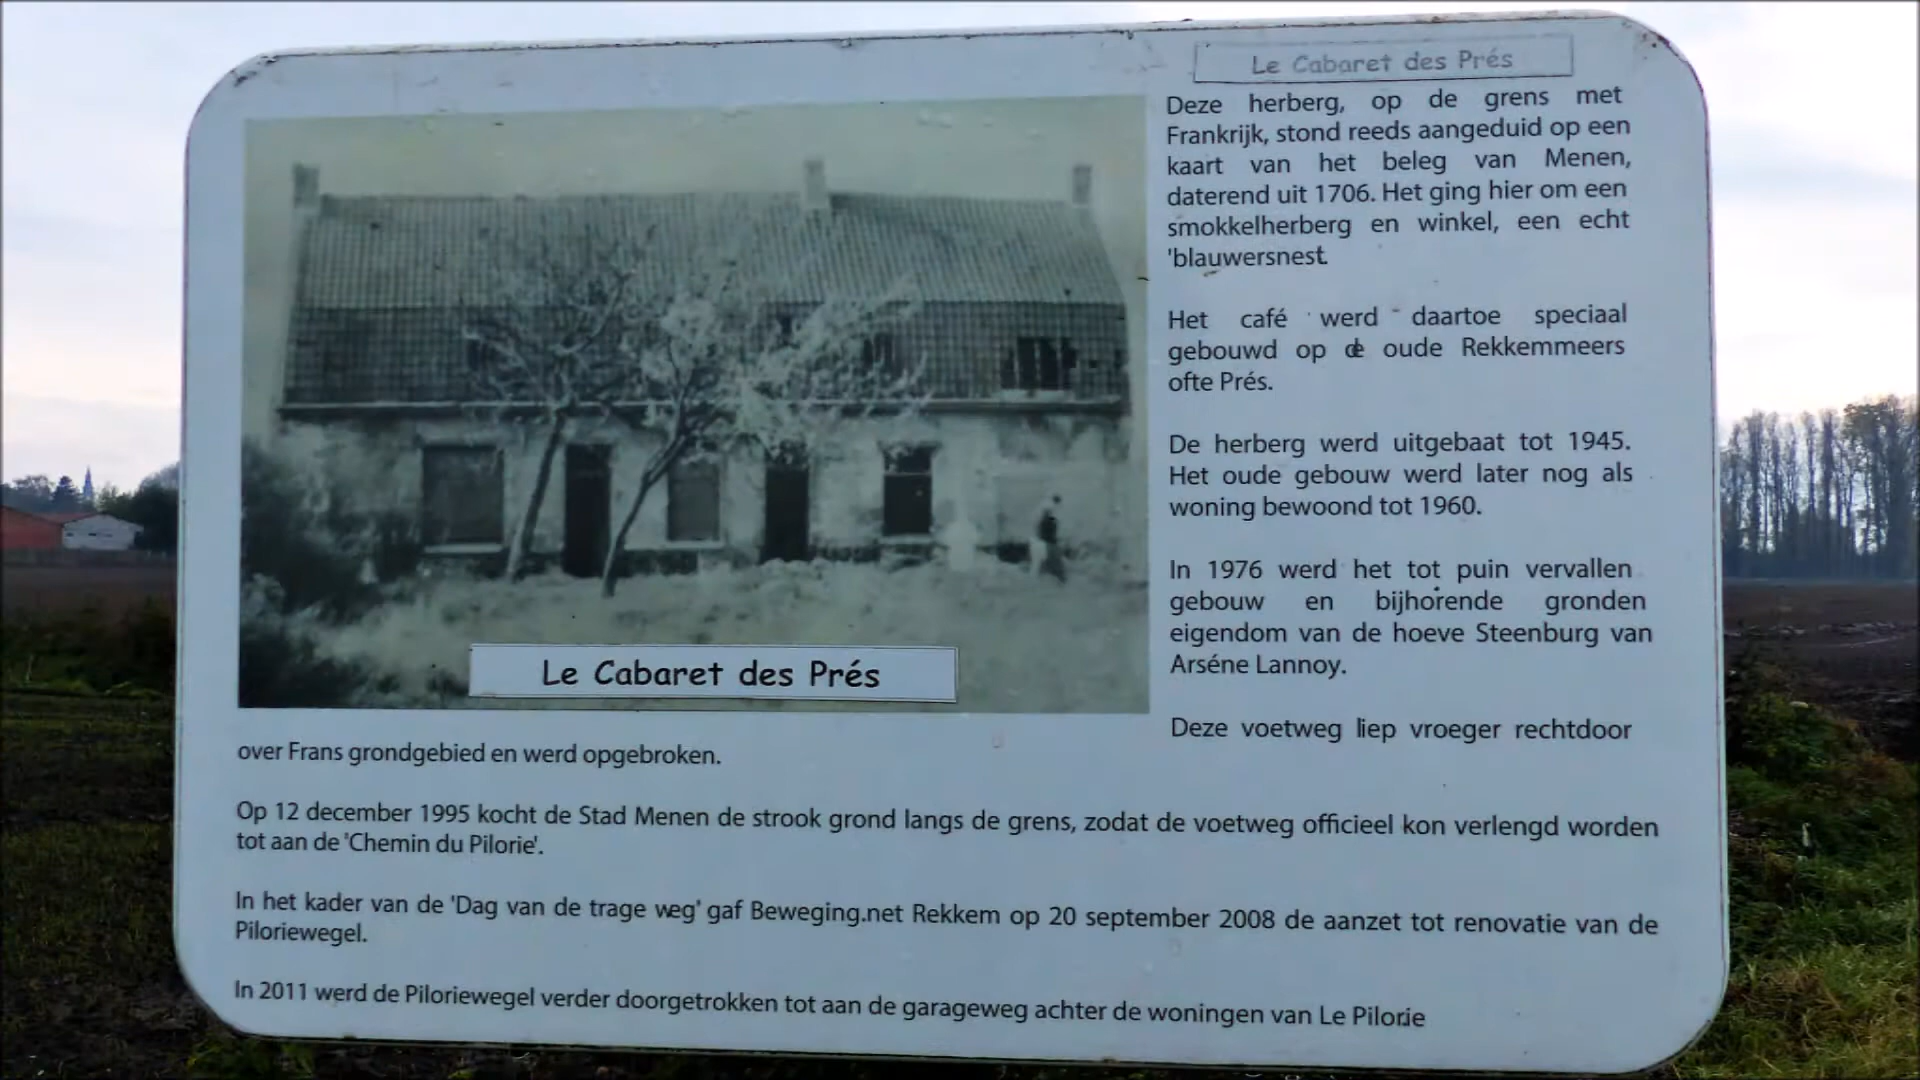 Le Cabaret des Prés
Deze herberg, op de grens met
Frankrijk, stond reeds aangeduid op een
kaart van het beleg van Menen,
daterend uit 1706. Het ging hier om een
smokkelherberg en winkel, een echt
'blauwersnest.
Het café werd daartoe speciaal
gebouwd op de oude Rekkemmeers
ofte Prés.
De herberg werd uitgebaat tot 1945.
Het oude gebouw werd later nog als
woning bewoond tot 1960.
In 1976 werd het tot puin vervallen
gebouw en bijhorende gronden
eigendom van de hoeve Steenburg van
Arséne Lannoy.
Le Cabaret des Prés
Deze voetweg liep vroeger rechtdoor
over Frans grondgebied en werd opgebroken.
Op 12 december 1995 kocht de Stad Menen de strook grond langs de grens, zodat de voetweg officieel kon verlengd worden
tot aan de 'Chemin du Pilorie'.
In het kader van de 'Dag van de trage weg' gaf Beweging.net Rekkem op 20 september 2008 de aanzet tot renovatie van de
Piloriewegel.
In 2011 werd de Piloriewegel verder doorgetrokken tot aan de garageweg achter de woningen van Le Pilorie